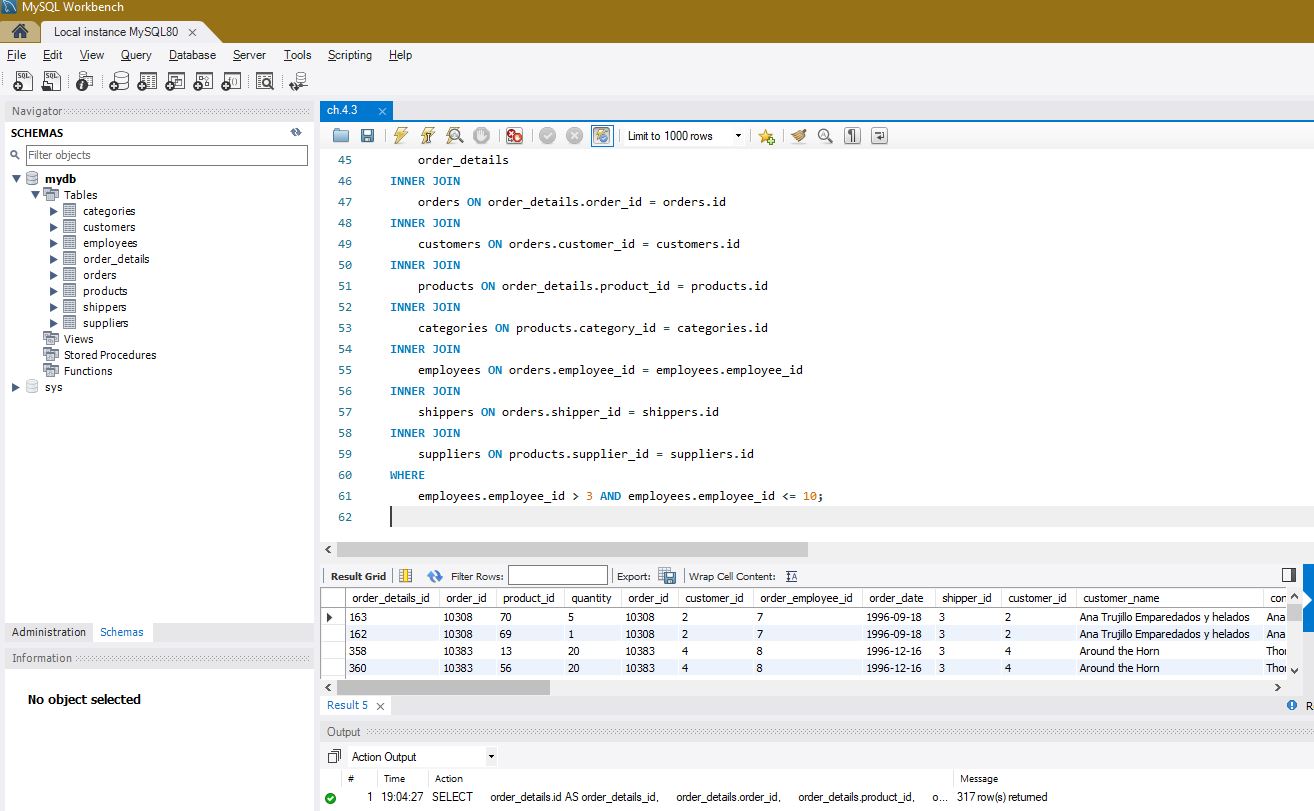 MySQL Workbench
Local instance MySQL80
File Edit View Query Database Server Tools Scripting Help
Navigator
SCHEMAS
Filter objects
mydb
Tables
categories
customers
employees
order_details
orders
products
shippers
suppliers
Views
Stored Procedures
Functions
sys
Administration Schemas
Information
No object selected
ch.4.3
Limit to 1000 rows
45 order_details
46 INNER JOIN
47 orders ON order_details.order_id = orders.id
48 INNER JOIN
49 customers ON orders.customer_id = customers.id
50 INNER JOIN
51 products ON order_details.product_id = products.id
52 INNER JOIN
53 categories ON products.category_id = categories.id
54 INNER JOIN
55 employees ON orders.employee_id = employees.employee_id
56 INNER JOIN
57 shippers ON orders.shipper_id = shippers.id
58 INNER JOIN
59 suppliers ON products.supplier_id = suppliers.id
60 WHERE
61 employees.employee_id > 3 AND employees.employee_id <= 10;
62
Result Grid Filter Rows: Export: Wrap Cell Content:
order_details_id order_id product_id quantity order_id customer_id order_employee_id order_date shipper_id customer_id customer_name con
163 10308 70 5 10308 2 7 1996-09-18 3 2 Ana Trujillo Emparedados y helados Ana
162 10308 69 1 10308 2 7 1996-09-18 3 2 Ana Trujillo Emparedados y helados Ana
358 10383 13 20 10383 4 8 1996-12-16 3 4 Around the Horn Tho
360 10383 56 20 10383 4 8 1996-12-16 3 4 Around the Horn Tho
Result 5 R
Output
Action Output
# Time Action Message
1 19:04:27 SELECT order_details.id AS order_details_id, order_details.order_id, order_details.product_id, o... 317 row(s) returned